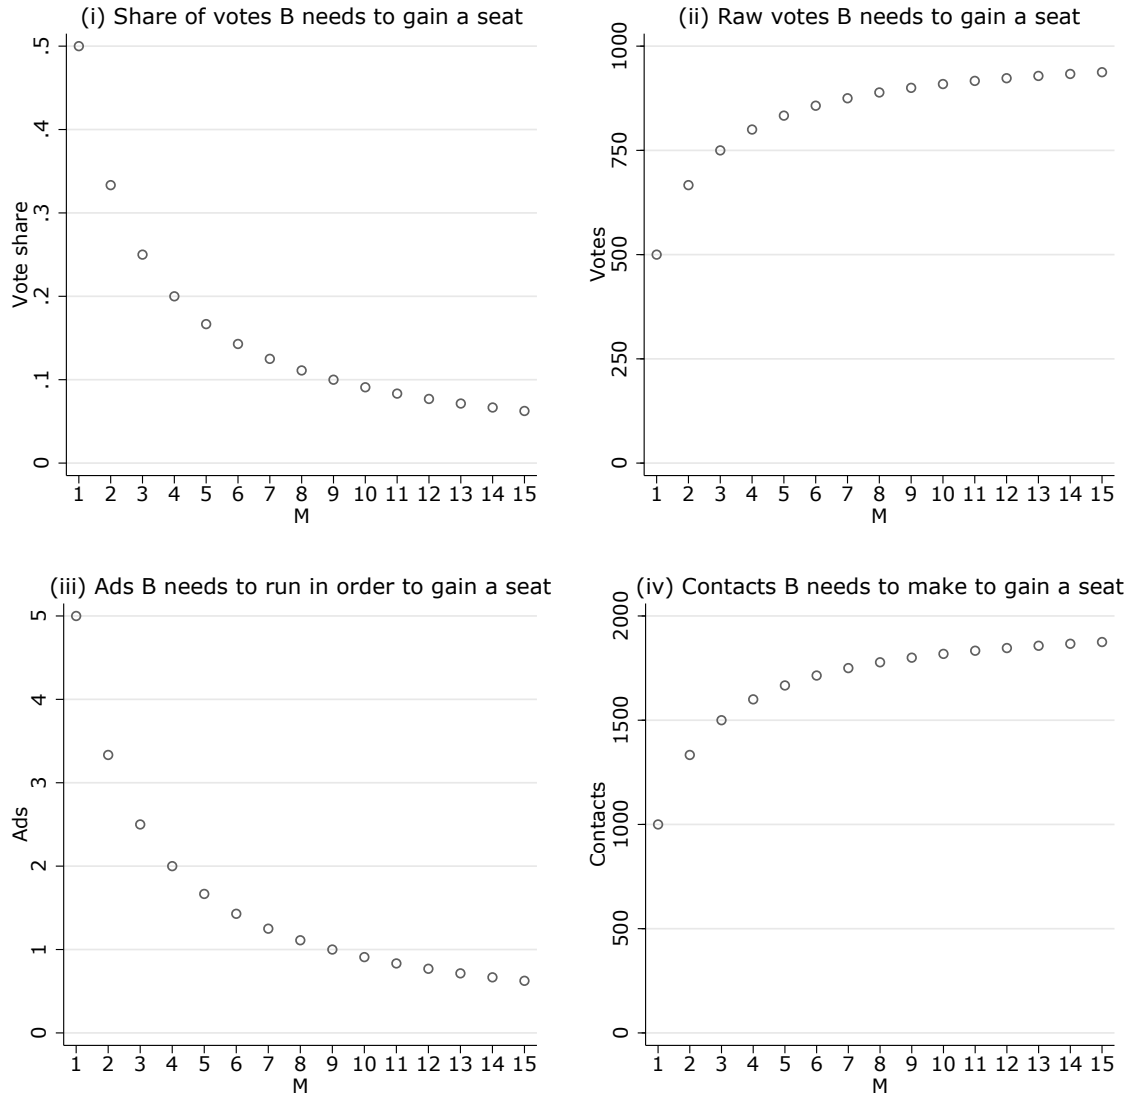 (i) Share of votes B needs to gain a seat
Vote share
.5
.4
.3
.2
.1
0
1 2 3 4 5 6 7 8 9 10 11 12 13 14 15
M
(ii) Raw votes B needs to gain a seat
Votes
1000
750
500
250
0
1 2 3 4 5 6 7 8 9 10 11 12 13 14 15
M
(iii) Ads B needs to run in order to gain a seat
Ads
5
4
3
2
1
0
1 2 3 4 5 6 7 8 9 10 11 12 13 14 15
M
(iv) Contacts B needs to make to gain a seat
Contacts
2000
1500
1000
500
0
1 2 3 4 5 6 7 8 9 10 11 12 13 14 15
M